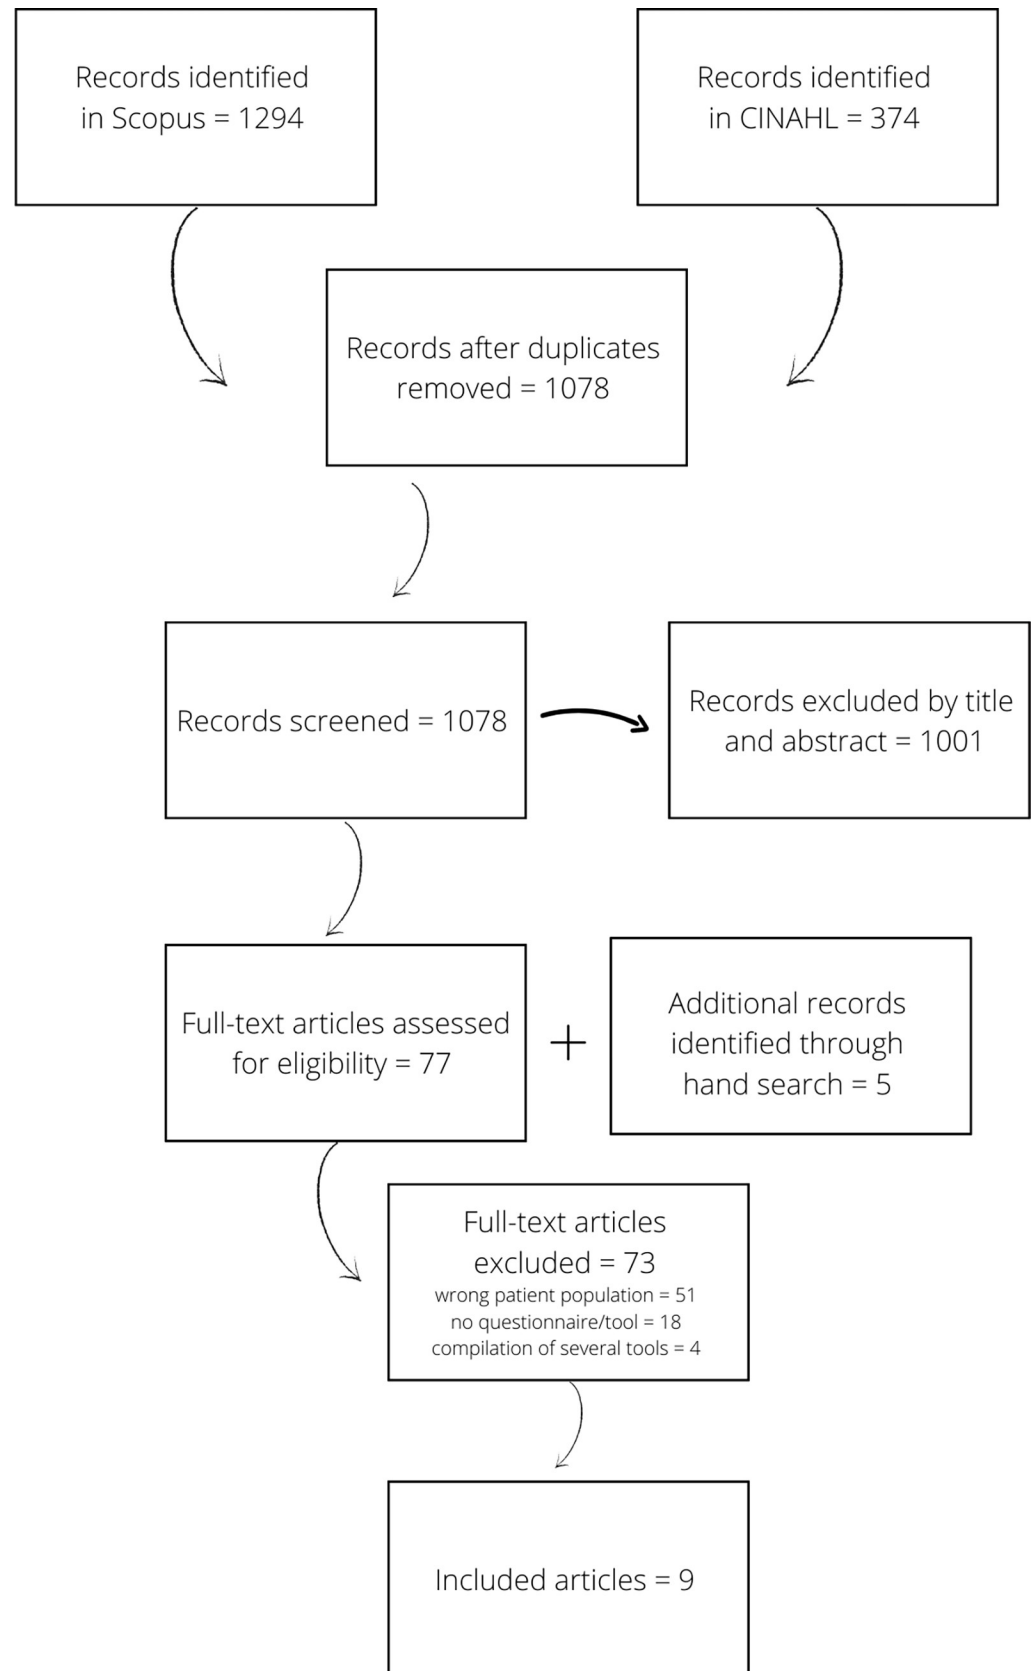 Records identified
in Scopus = 1294
Records identified
in CINAHL = 374
Records after duplicates
removed = 1078
Records screened = 1078
Records excluded by title
and abstract = 1001
Full-text articles assessed
for eligibility = 77
+
Additional records
identified through
hand search = 5
Full-text articles
excluded = 73
wrong patient population = 51
no questionnaire/tool = 18
compilation of several tools = 4
Included articles = 9